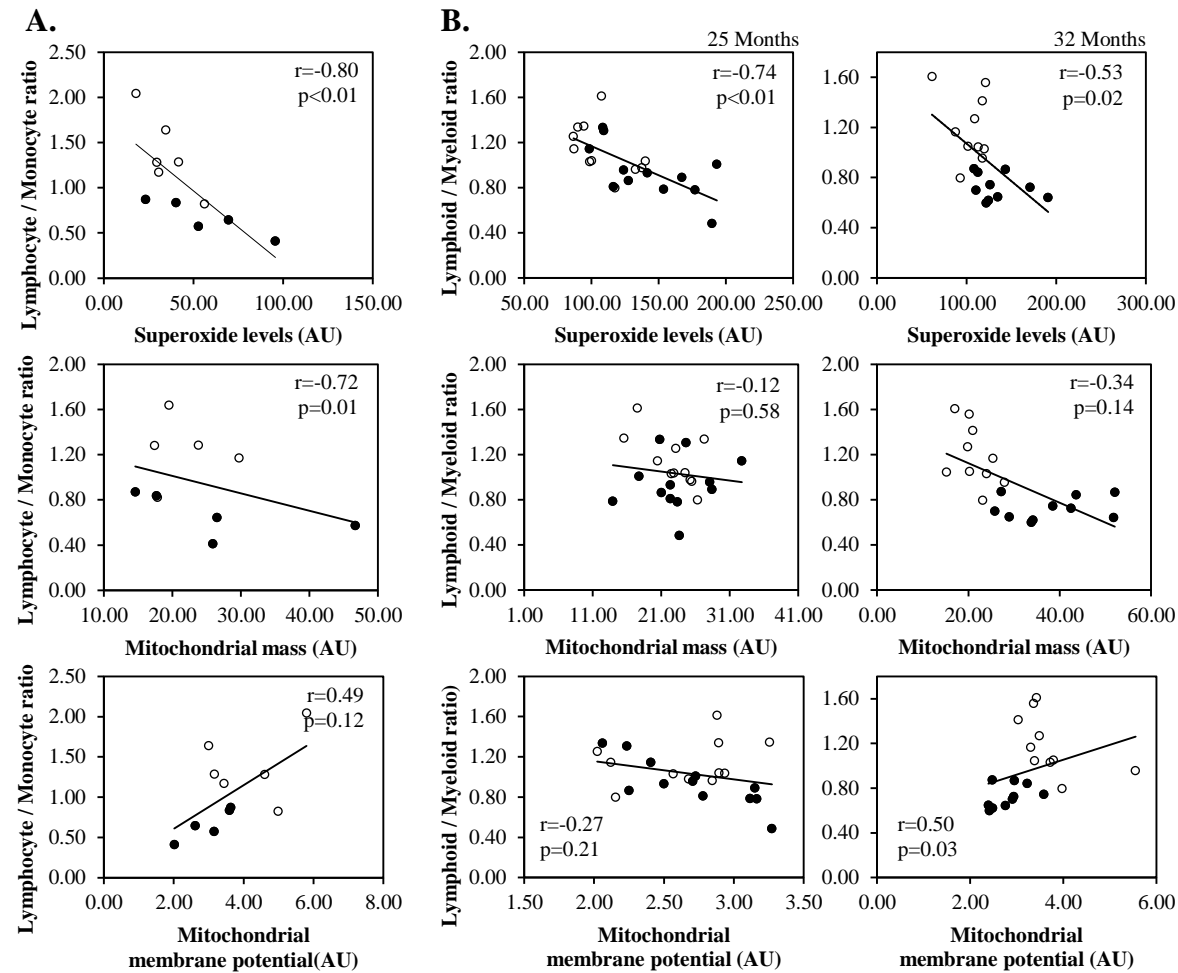 A.
B.
25 Months
32 Months
Lymphocyte / Monocyte ratio
2.50
2.00
1.50
1.00
0.50
0.00
r=-0.80
p<0.01
0.00 50.00 100.00 150.00
Superoxide levels (AU)
Lymphoid / Myeloid ratio
2.00
1.60
1.20
0.80
0.40
0.00
r=-0.74
p<0.01
50.00 100.00 150.00 200.00 250.00
Superoxide levels (AU)
1.60
1.20
0.80
0.40
0.00
r=-0.53
p=0.02
0.00 100.00 200.00 300.00
Superoxide levels (AU)
Lymphocyte / Monocyte ratio
2.00
1.60
1.20
0.80
0.40
0.00
r=-0.72
p=0.01
10.00 20.00 30.00 40.00 50.00
Mitochondrial mass (AU)
Lymphoid / Myeloid ratio
2.00
1.60
1.20
0.80
0.40
0.00
r=-0.12
p=0.58
1.00 11.00 21.00 31.00 41.00
Mitochondrial mass (AU)
2.00
1.60
1.20
0.80
0.40
0.00
r=-0.34
p=0.14
0.00 20.00 40.00 60.00
Mitochondrial mass (AU)
Lymphocyte / Monocyte ratio
2.50
2.00
1.50
1.00
0.50
0.00
r=0.49
p=0.12
0.00 2.00 4.00 6.00 8.00
Mitochondrial
membrane potential(AU)
Lymphoid / Myeloid ratio)
2.00
1.60
1.20
0.80
0.40
0.00
r=-0.27
p=0.21
1.50 2.00 2.50 3.00 3.50
Mitochondrial
membrane potential (AU)
1.60
1.20
0.80
0.40
0.00
r=0.50
p=0.03
0.00 2.00 4.00 6.00
Mitochondrial
membrane potential (AU)